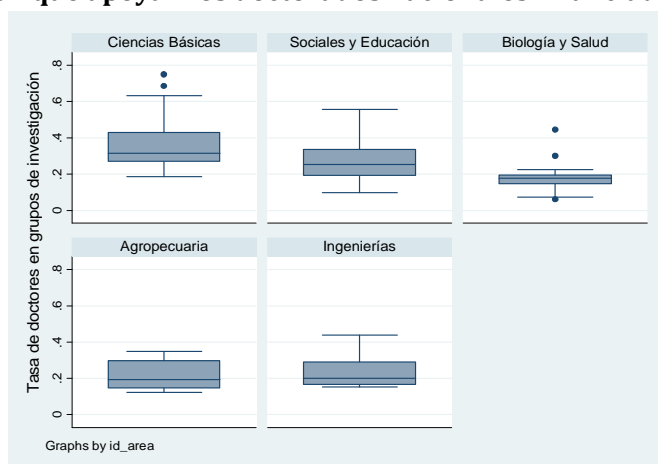 Ciencias Básicas
Sociales y Educación
Biología y Salud
.8
.6
.4
.2
0
Agropecuaria
Ingenierías
.8
.6
.4
.2
0
Tasa de doctores en grupos de investigación
Graphs by id_area